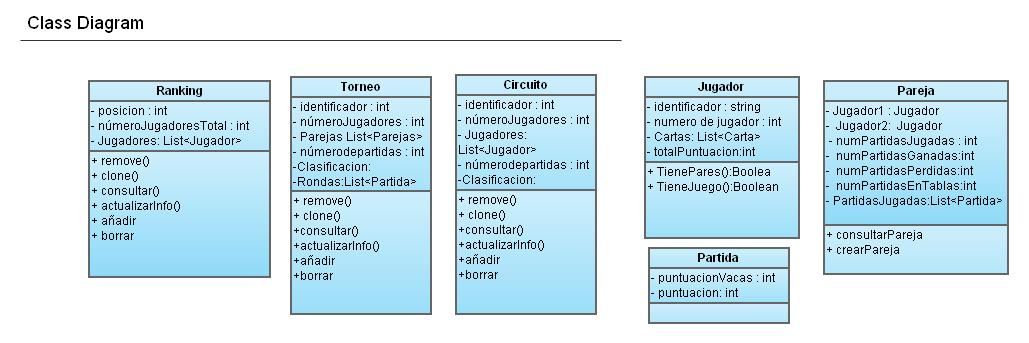 Class Diagram
Ranking
- posicion : int
- númeroJugadoresTotal : int
- Jugadores: List<Jugador>
+ remove()
+ clone()
+ consultar()
+ actualizarInfo()
+ añadir
+ borrar
Torneo
- identificador : int
- númeroJugadores : int
- Parejas List<Parejas>
- númerodepartidas : int
-Clasificacion:
-Rondas:List<Partida>
+ remove()
+ clone()
+consultar()
+actualizarInfo()
+añadir
+borrar
Circuito
- identificador : int
- númeroJugadores : int
- Jugadores:
List<Jugador>
- númerodepartidas : int
-Clasificacion:
+ remove()
+ clone()
+consultar()
+actualizarInfo()
+añadir
+borrar
Jugador
- identificador : string
- numero de jugador : int
- Cartas: List<Carta>
- totalPuntuacion:int
+ TienePares():Boolea
+ TieneJuego():Boolean
Partida
- puntuacionVacas : int
- puntuacion: int
Pareja
- Jugador1 : Jugador
- Jugador2: Jugador
- numPartidasJugadas : int
- numPartidasGanadas:int
- numPartidasPerdidas:int
- numPartidasEnTablas:int
- PartidasJugadas:List<Partida>
+ consultarPareja
+ crearPareja